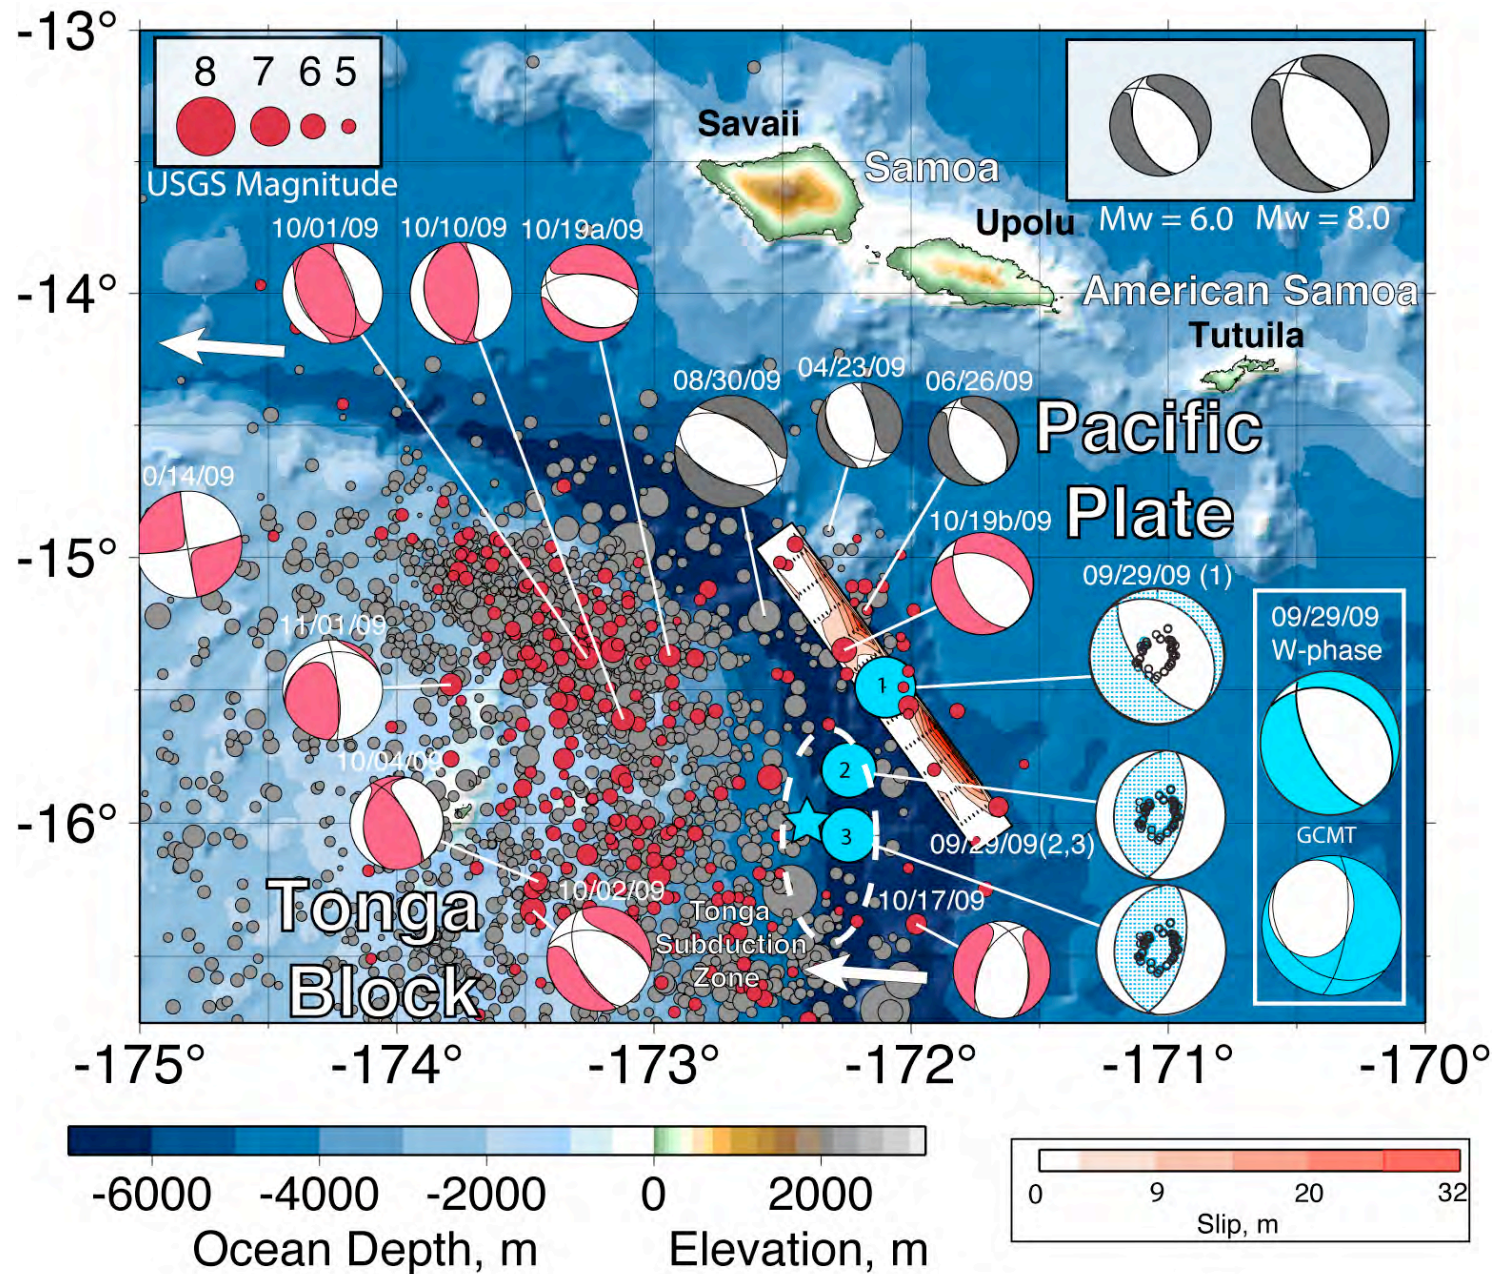 -13°
8 7 6 5
USGS Magnitude
Savaii
Samoa
Upolu
Mw = 6.0 Mw = 8.0
10/01/09 10/10/09 10/19a/09
-14°
American Samoa
Tutuila
08/30/09 04/23/09 06/26/09
Pacific
Plate
0/14/09
10/19b/09
-15°
09/29/09 (1)
09/29/09
W-phase
11/01/09
1
10/04/09
2
-16°
3
09/29/09(2,3)
GCMT
Tonga
Block
10/02/09
Tonga
Subduction
Zone
10/17/09
-175° -174° -173° -172° -171° -170°
-6000 -4000 -2000 0 2000
Ocean Depth, m Elevation, m
0 9 20 32
Slip, m